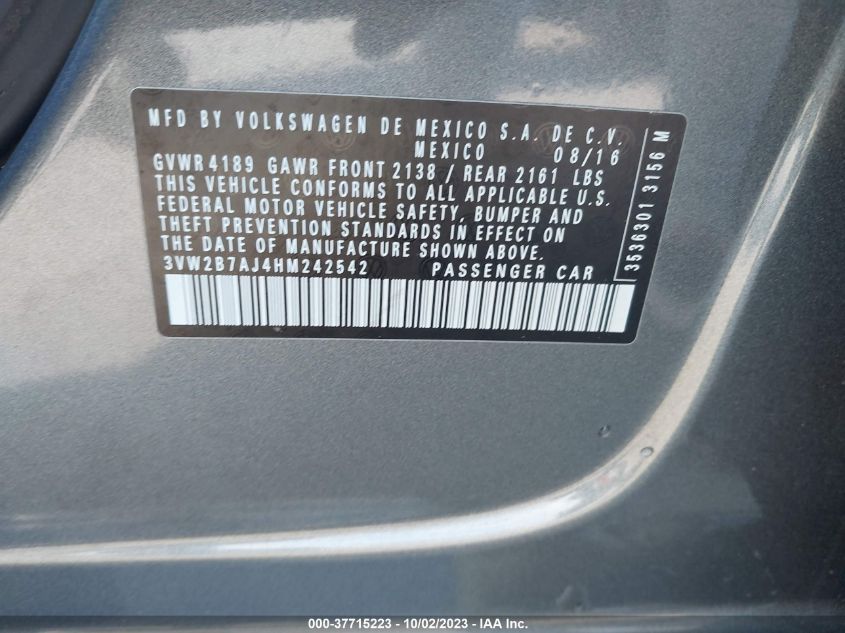 MFD BY VOLKSWAGEN DE MEXICO S.A. DE C.V.
MEXICO 08/16
GVWR 4189 GAWR FRONT 2138 / REAR 2161 LBS
THIS VEHICLE CONFORMS TO ALL APPLICABLE U.S.
FEDERAL MOTOR VEHICLE SAFETY, BUMPER AND
THEFT PREVENTION STANDARDS IN EFFECT ON
THE DATE OF MANUFACTURE SHOWN ABOVE.
3VW2B7AJ4HM242542 PASSENGER CAR
3536301 3156 M
000-37715223 - 10/02/2023 - IAA Inc.